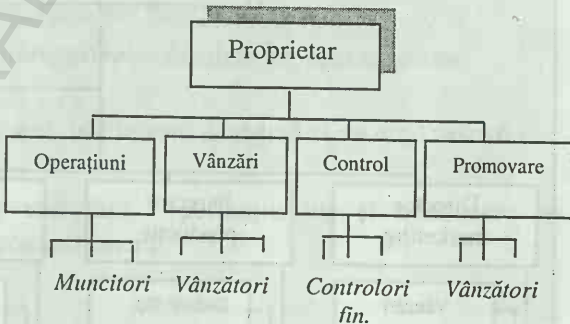 Proprietar
Operațiuni Vânzări Control Promovare
Muncitori Vânzători Controlori Vânzători
fin.